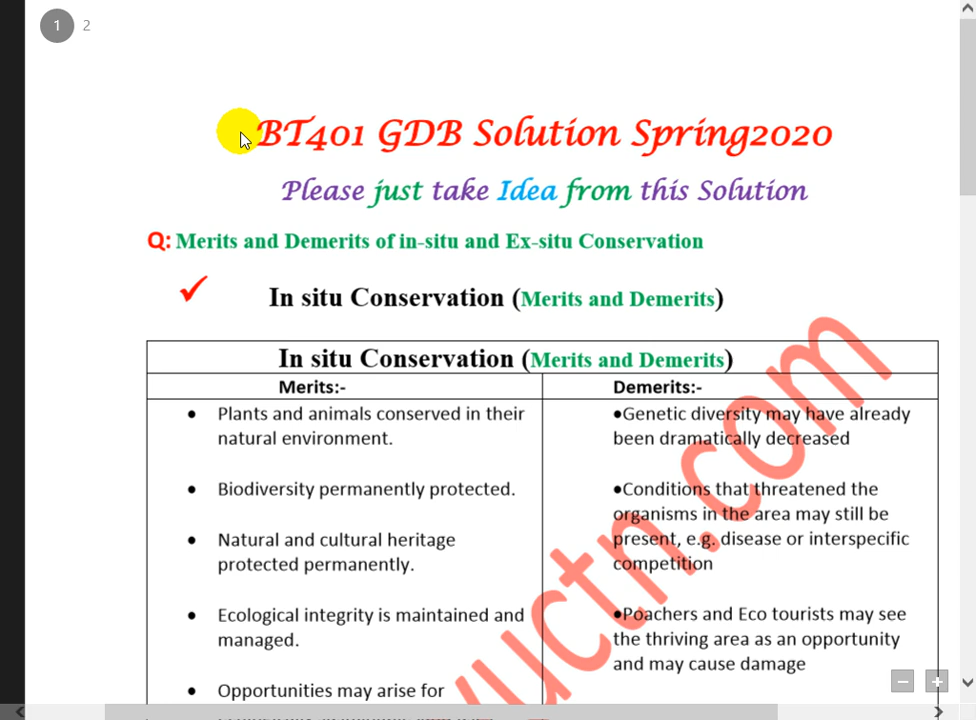 1 2
BT401 GDB Solution Spring2020
Please just take Idea from this Solution
Q: Merits and Demerits of in-situ and Ex-situ Conservation
In situ Conservation (Merits and Demerits)
In situ Conservation (Merits and Demerits)
Merits:-
• Plants and animals conserved in their
natural environment.
• Biodiversity permanently protected.
• Natural and cultural heritage
protected permanently.
• Ecological integrity is maintained and
managed.
• Opportunities may arise for
Demerits:-
•Genetic diversity may have already
been dramatically decreased
•Conditions that threatened the
organisms in the area may still be
present, e.g. disease or interspecific
competition
•Poachers and Eco tourists may see
the thriving area as an opportunity
and may cause damage
vuctn.com